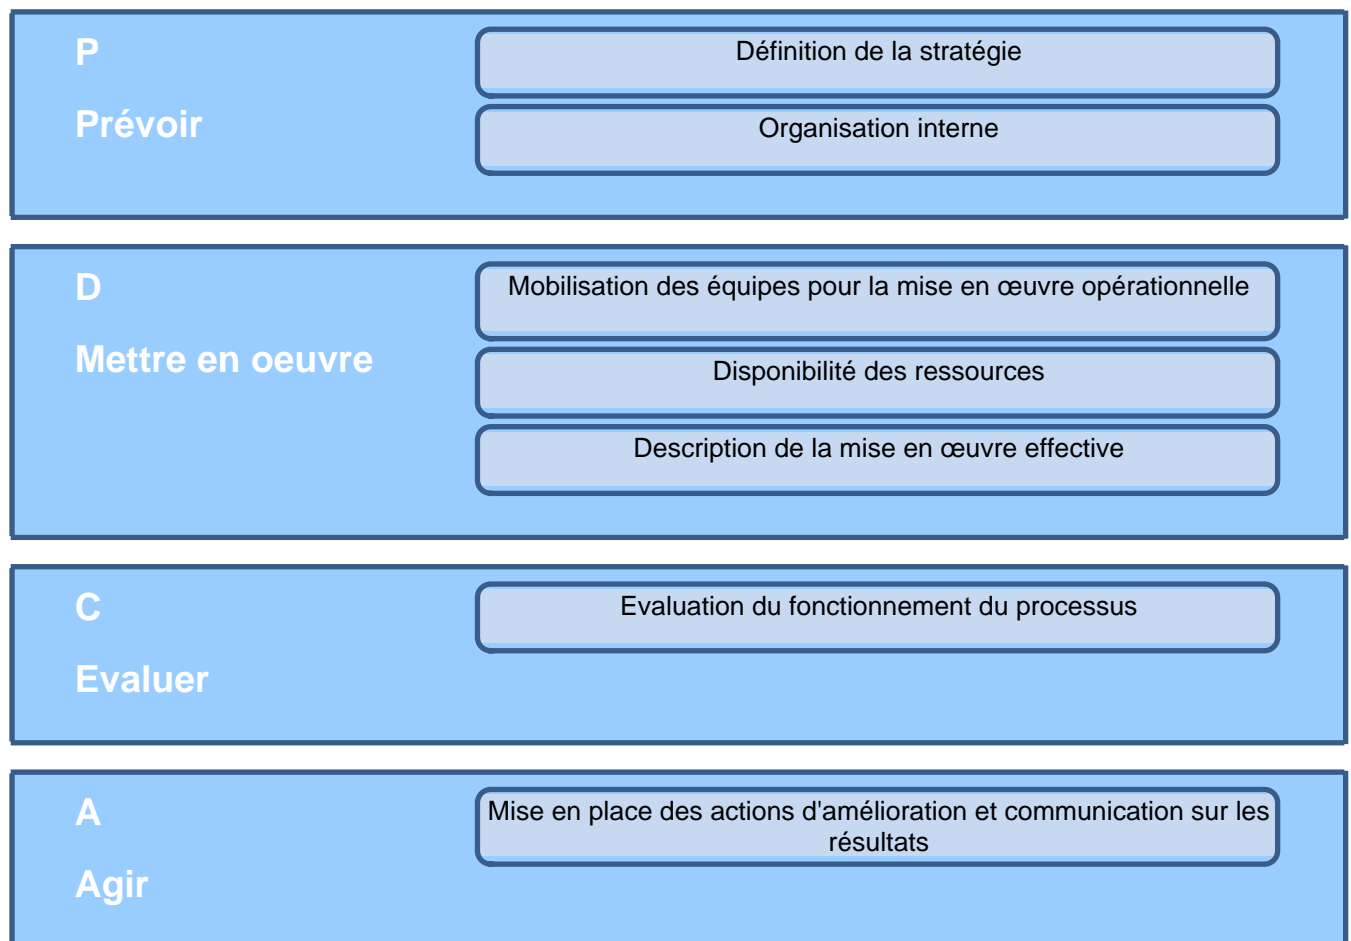 P
Prévoir
Définition de la stratégie
Organisation interne
D
Mettre en oeuvre
Mobilisation des équipes pour la mise en œuvre opérationnelle
Disponibilité des ressources
Description de la mise en œuvre effective
C
Evaluer
Evaluation du fonctionnement du processus
A
Agir
Mise en place des actions d'amélioration et communication sur les
résultats